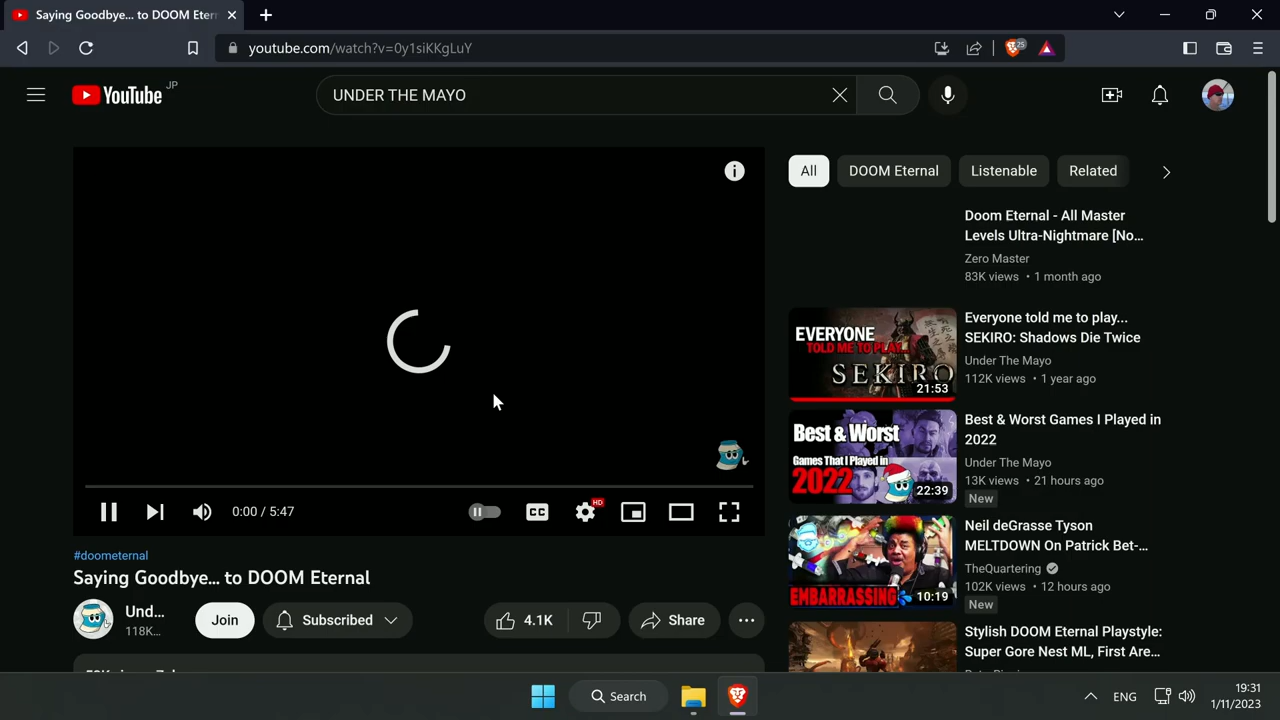 Saying Goodbye... to DOOM Eter
youtube.com/watch?v=0y1siKKgLuY
25
YouTube JP
UNDER THE MAYO
All
DOOM Eternal
Listenable
Related
Doom Eternal - All Master
Levels Ultra-Nightmare [No...
Zero Master
83K views • 1 month ago
EVERYONE
TOLD ME TO PLAY...
SEKIRO
21:53
Everyone told me to play...
SEKIRO: Shadows Die Twice
Under The Mayo
112K views • 1 year ago
Best & Worst
Games That I Played in
2022
22:39
Best & Worst Games I Played in
2022
Under The Mayo
13K views • 21 hours ago
New
EMBARRASSING
10:19
Neil deGrasse Tyson
MELTDOWN On Patrick Bet-...
TheQuartering
102K views • 12 hours ago
New
Stylish DOOM Eternal Playstyle:
Super Gore Nest ML, First Are...
0:00 / 5:47
CC
HD
#doometernal
Saying Goodbye... to DOOM Eternal
Und...
118K...
Join
Subscribed
4.1K
Share
Search
ENG
19:31
1/11/2023